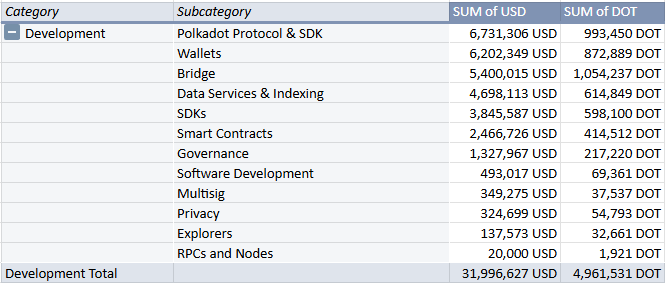 Category Subcategory SUM of USD SUM of DOT
Development Polkadot Protocol & SDK 6,731,306 USD 993,450 DOT
Wallets 6,202,349 USD 872,889 DOT
Bridge 5,400,015 USD 1,054,237 DOT
Data Services & Indexing 4,698,113 USD 614,849 DOT
SDKs 3,845,587 USD 598,100 DOT
Smart Contracts 2,466,726 USD 414,512 DOT
Governance 1,327,967 USD 217,220 DOT
Software Development 493,017 USD 69,361 DOT
Multisig 349,275 USD 37,537 DOT
Privacy 324,699 USD 54,793 DOT
Explorers 137,573 USD 32,661 DOT
RPCs and Nodes 20,000 USD 1,921 DOT
Development Total 31,996,627 USD 4,961,531 DOT